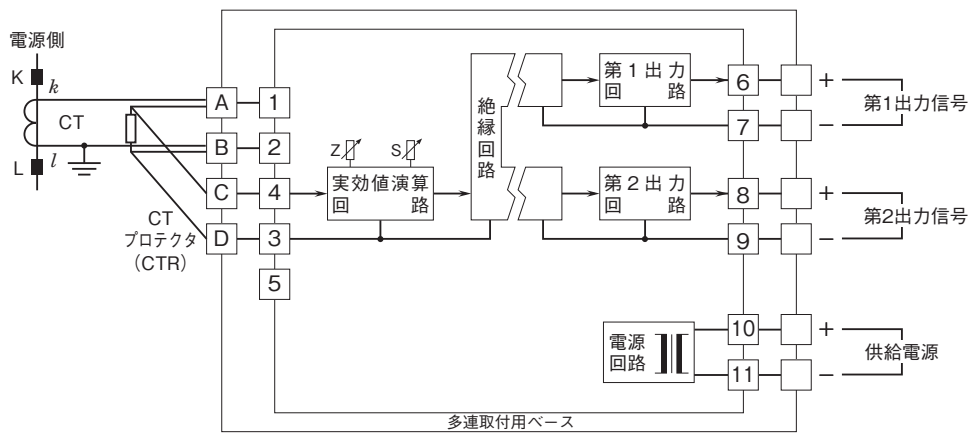 電源側
K
k
CT
L
l
CT
プロテクタ
(CTR)
A
B
C
D
1
2
4
3
5
Z
S
実効値演算
回路
絶縁回路
第1出力
回路
第2出力
回路
電源
回路
6
7
8
9
10
11
+
−
第1出力信号
+
−
第2出力信号
+
−
供給電源
多連取付用ベース